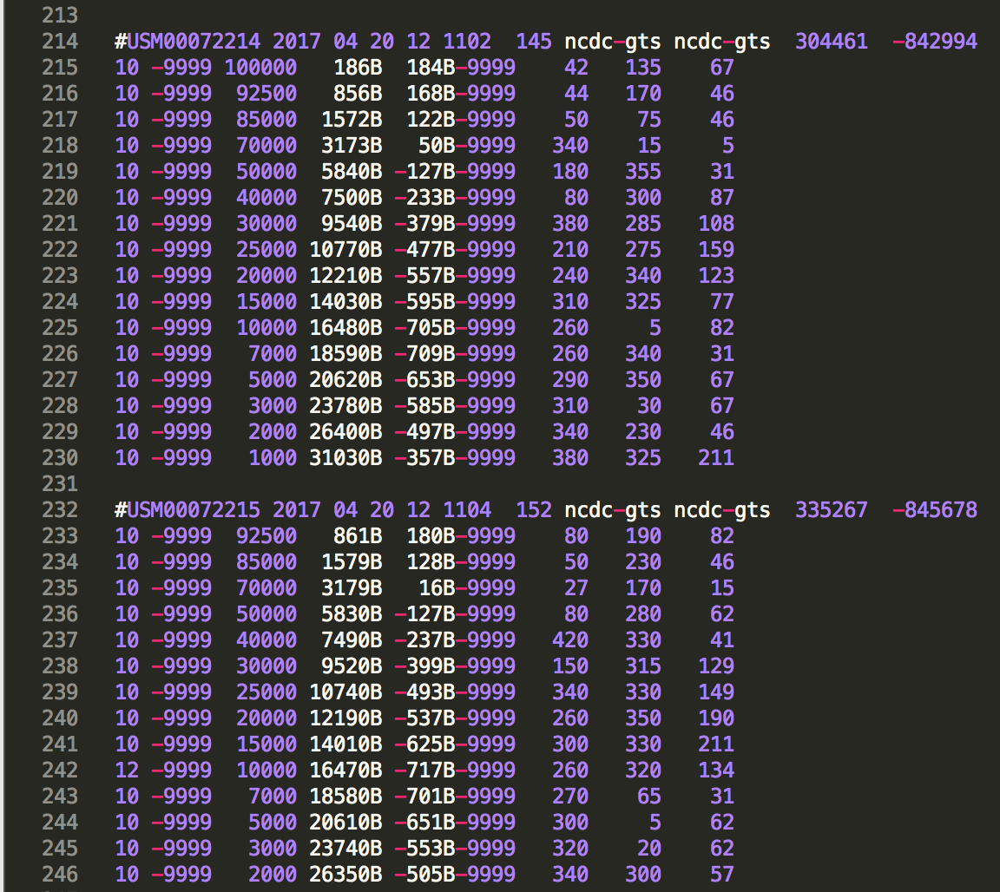 213
214 #USM00072214 2017 04 20 12 1102  145 ncdc-gts ncdc-gts  304461  -842994
215 10 -9999 100000   186B  184B-9999    42   135    67
216 10 -9999  92500   856B  168B-9999    44   170    46
217 10 -9999  85000  1572B  122B-9999    50    75    46
218 10 -9999  70000  3173B   50B-9999   340    15     5
219 10 -9999  50000  5840B -127B-9999   180   355    31
220 10 -9999  40000  7500B -233B-9999    80   300    87
221 10 -9999  30000  9540B -379B-9999   380   285   108
222 10 -9999  25000 10770B -477B-9999   210   275   159
223 10 -9999  20000 12210B -557B-9999   240   340   123
224 10 -9999  15000 14030B -595B-9999   310   325    77
225 10 -9999  10000 16480B -705B-9999   260     5    82
226 10 -9999   7000 18590B -709B-9999   260   340    31
227 10 -9999   5000 20620B -653B-9999   290   350    67
228 10 -9999   3000 23780B -585B-9999   310    30    67
229 10 -9999   2000 26400B -497B-9999   340   230    46
230 10 -9999   1000 31030B -357B-9999   380   325   211
231
232 #USM00072215 2017 04 20 12 1104  152 ncdc-gts ncdc-gts  335267  -845678
233 10 -9999  92500   861B  180B-9999    80   190    82
234 10 -9999  85000  1579B  128B-9999    50   230    46
235 10 -9999  70000  3179B   16B-9999    27   170    15
236 10 -9999  50000  5830B -127B-9999    80   280    62
237 10 -9999  40000  7490B -237B-9999   420   330    41
238 10 -9999  30000  9520B -399B-9999   150   315   129
239 10 -9999  25000 10740B -493B-9999   340   330   149
240 10 -9999  20000 12190B -537B-9999   260   350   190
241 10 -9999  15000 14010B -625B-9999   300   330   211
242 12 -9999  10000 16470B -717B-9999   260   320   134
243 10 -9999   7000 18580B -701B-9999   270    65    31
244 10 -9999   5000 20610B -651B-9999   300     5    62
245 10 -9999   3000 23740B -553B-9999   320    20    62
246 10 -9999   2000 26350B -505B-9999   340   300    57